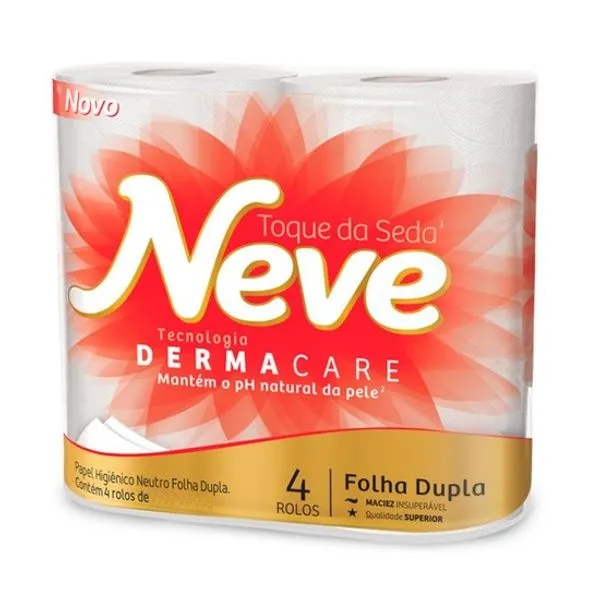 Novo
Toque da Seda¹
Neve
Tecnologia
DERMACARE
Mantém o pH natural da pele²
Papel Higiênico Neutro Folha Dupla.
Contém 4 rolos de
4
ROLOS
Folha Dupla
MACIEZ INSUPERÁVEL
Qualidade SUPERIOR